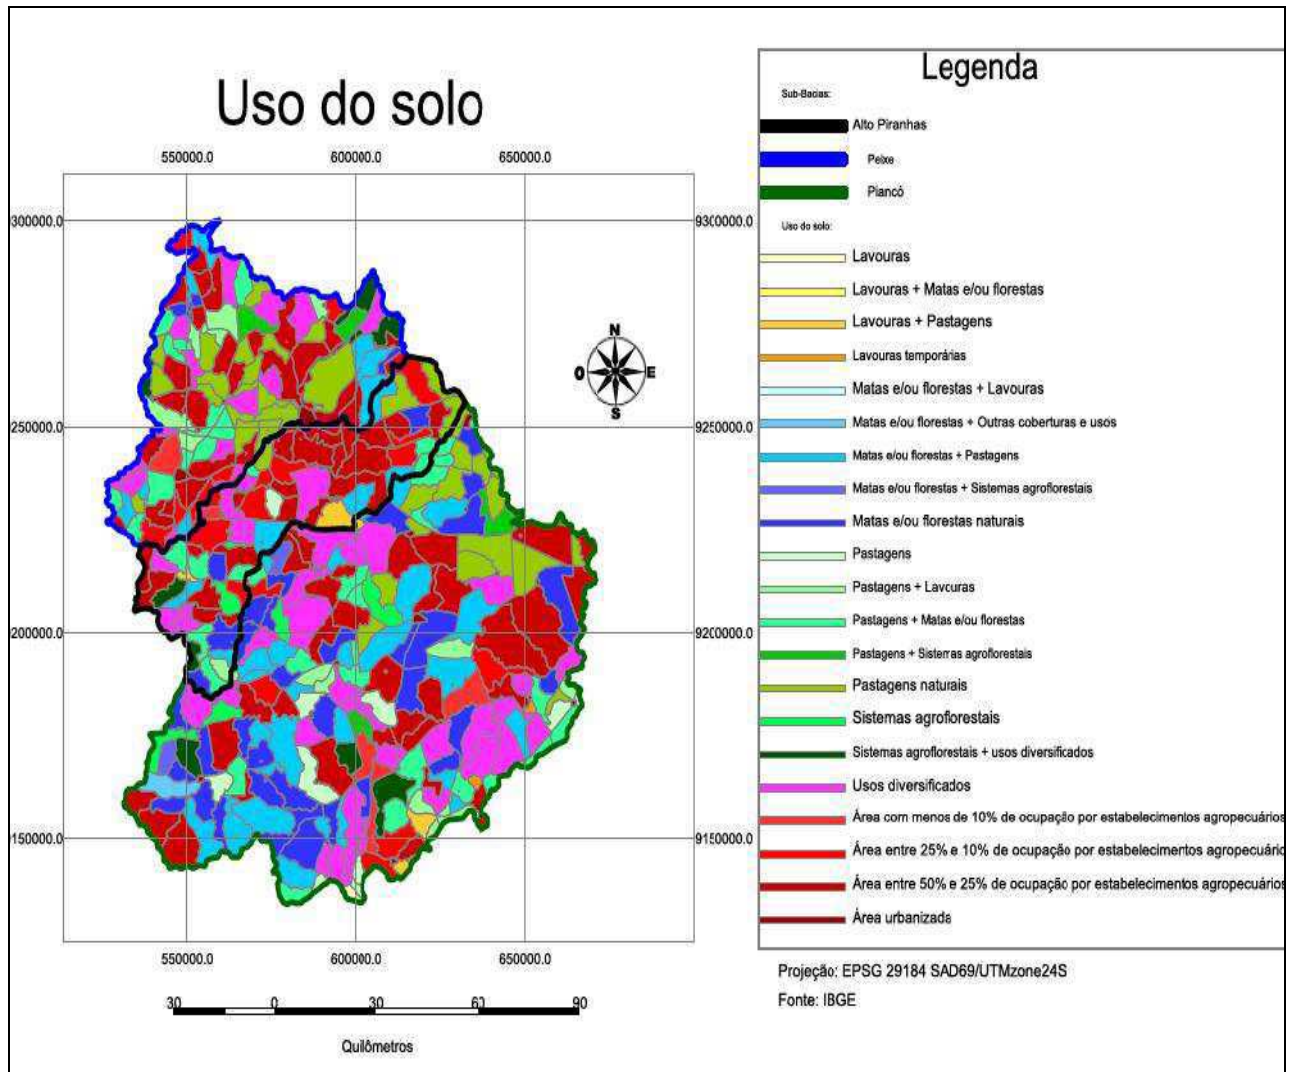 Uso do solo
550000.0 600000.0 650000.0
300000.0 9300000.0
250000.0 9250000.0
200000.0 9200000.0
150000.0 9150000.0
550000.0 600000.0 650000.0
N
O E
S
30 0 30 60 90
Quilômetros
Legenda
Sub-Bacias:
Alto Piranhas
Peixe
Piancó
Uso do solo:
Lavouras
Lavouras + Matas e/ou florestas
Lavouras + Pastagens
Lavouras temporárias
Matas e/ou florestas + Lavouras
Matas e/ou florestas + Outras coberturas e usos
Matas e/ou florestas + Pastagens
Matas e/ou florestas + Sistemas agroflorestais
Matas e/ou florestas naturais
Pastagens
Pastagens + Lavouras
Pastagens + Matas e/ou florestas
Pastagens + Sistemas agroflorestais
Pastagens naturais
Sistemas agroflorestais
Sistemas agroflorestais + usos diversificados
Usos diversificados
Área com menos de 10% de ocupação por estabelecimentos agropecuários
Área entre 25% e 10% de ocupação por estabelecimentos agropecuário
Área entre 50% e 25% de ocupação por estabelecimentos agropecuários
Área urbanizada
Projeção: EPSG 29184 SAD69/UTMzone24S
Fonte: IBGE